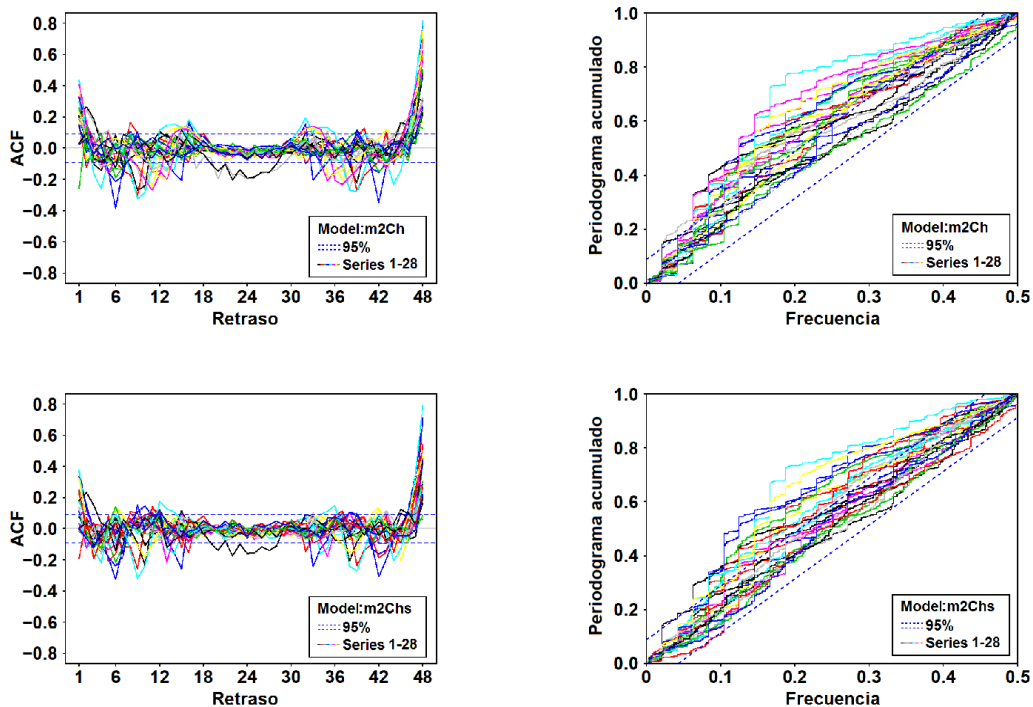 0.8
0.6
0.4
0.2
0.0
−0.2
−0.4
−0.6
−0.8
ACF
1 6 12 18 24 30 36 42 48
Retraso
Model:m2Ch
95%
Series 1-28
1.0
0.8
0.6
0.4
0.2
0.0
Periodograma acumulado
0 0.1 0.2 0.3 0.4 0.5
Frecuencia
Model:m2Ch
95%
Series 1-28
0.8
0.6
0.4
0.2
0.0
−0.2
−0.4
−0.6
−0.8
ACF
1 6 12 18 24 30 36 42 48
Retraso
Model:m2Chs
95%
Series 1-28
1.0
0.8
0.6
0.4
0.2
0.0
Periodograma acumulado
0 0.1 0.2 0.3 0.4 0.5
Frecuencia
Model:m2Chs
95%
Series 1-28